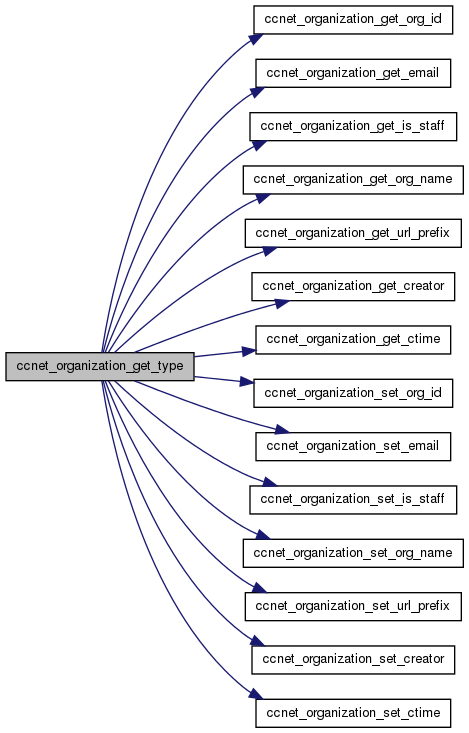 ccnet_organization_get_org_id
ccnet_organization_get_email
ccnet_organization_get_is_staff
ccnet_organization_get_org_name
ccnet_organization_get_url_prefix
ccnet_organization_get_creator
ccnet_organization_get_ctime
ccnet_organization_get_type
ccnet_organization_set_org_id
ccnet_organization_set_email
ccnet_organization_set_is_staff
ccnet_organization_set_org_name
ccnet_organization_set_url_prefix
ccnet_organization_set_creator
ccnet_organization_set_ctime